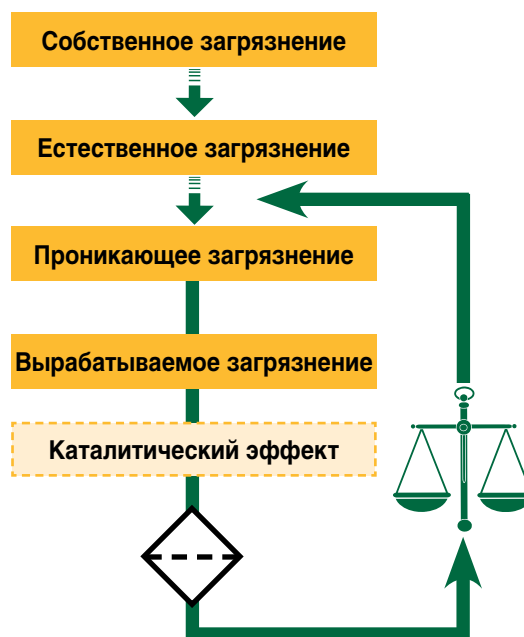 Собственное загрязнение
Естественное загрязнение
Проникающее загрязнение
Вырабатываемое загрязнение
Каталитический эффект